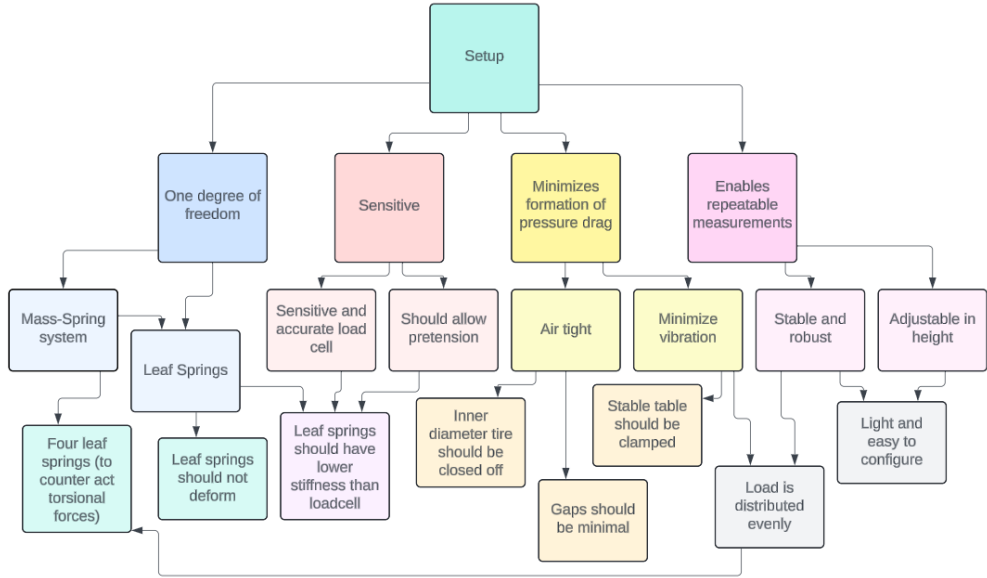 Setup
One degree of
freedom
Sensitive
Minimizes
formation of
pressure drag
Enables
repeatable
measurements
Mass-Spring
system
Leaf Springs
Sensitive and
accurate load
cell
Should allow
pretension
Air tight
Minimize
vibration
Stable and
robust
Adjustable in
height
Four leaf
springs (to
counter act
torsional
forces)
Leaf springs
should not
deform
Leaf springs
should have
lower
stiffness than
loadcell
Inner
diameter tire
should be
closed off
Gaps should
be minimal
Stable table
should be
clamped
Load is
distributed
evenly
Light and
easy to
configure